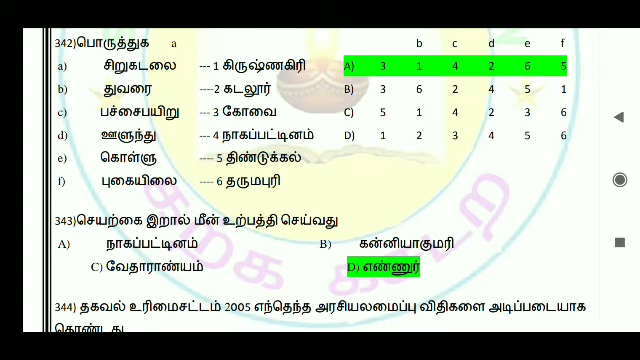 342)பொருத்துக a b c d e f
a) சிறுகடலை --- 1 கிருஷ்ணகிரி A) 3 1 4 2 6 5
b) துவரை ----2 கடலூர் B) 3 6 2 4 5 1
c) பச்சைபயிறு --- 3 கோவை C) 5 1 4 2 3 6
d) ஊளுந்து --- 4 நாகப்பட்டினம் D) 1 2 3 4 5 6
e) கொள்ளு ---- 5 திண்டுக்கல்
f) புகையிலை ---- 6 தருமபுரி
343)செயற்கை இறால் மீன் உற்பத்தி செய்வது
A) நாகப்பட்டினம் B) கன்னியாகுமரி
C) வேதாரண்யம் D) எண்ணுர்
344) தகவல் உரிமைசட்டம் 2005 எந்தெந்த அரசியலமைப்பு விதிகளை அடிப்படையாக
கொண்டது